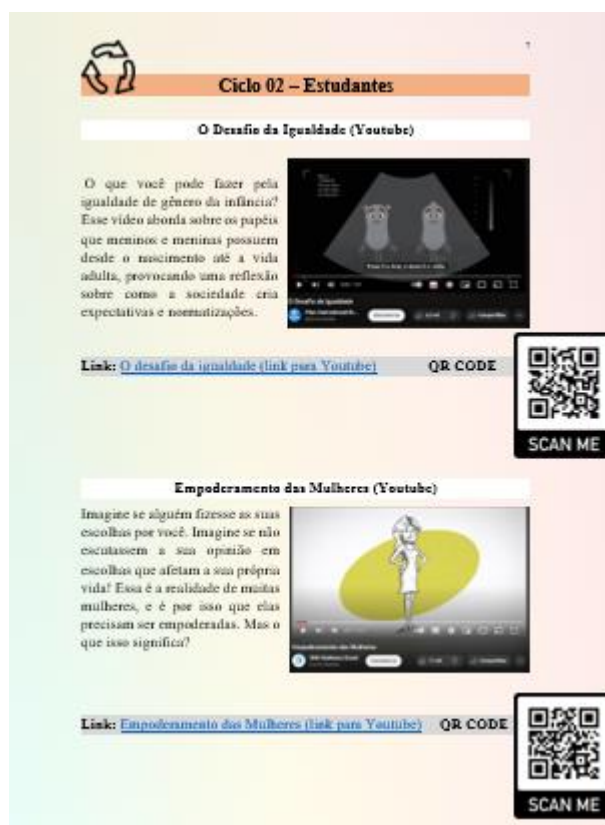 Ciclo 02 – Estudantes
O Desafio da Igualdade (Youtube)
O que você pode fazer pela
igualdade de gênero da infância?
Esse vídeo aborda sobre os papéis
que meninos e meninas possuem
desde o nascimento até a vida
adulta, provocando uma reflexão
sobre como a sociedade cria
expectativas e normatizações.
O Desafio da Igualdade
Link: O desafio da igualdade (link para Youtube) QR CODE
SCAN ME
Empoderamento das Mulheres (Youtube)
Imagine se alguém fizesse as suas
escolhas por você. Imagine se não
escutassem a sua opinião em
escolhas que afetam a sua própria
vida! Essa é a realidade de muitas
mulheres, e é por isso que elas
precisam ser empoderadas. Mas o
que isso significa?
Empoderamento das Mulheres
Link: Empoderamento das Mulheres (link para Youtube) QR CODE
SCAN ME